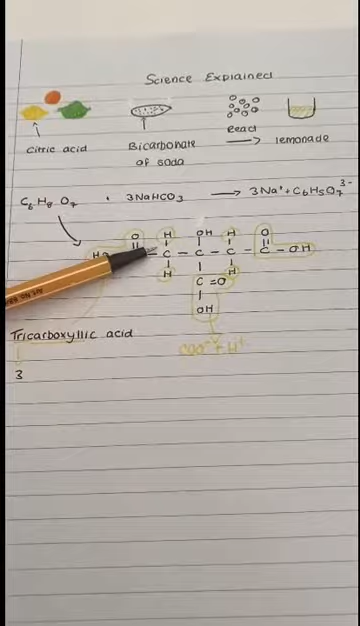 Science Explained
Citric acid
Bicarbonate of soda
React
lemonade
C6H8O7 + 3NaHCO3 → 3Na+ + C6H5O7 3-
O H OH H O
C - C - C - C - OH
H H
C = O
OH
COO- + H+
Tricarboxyllic acid
3